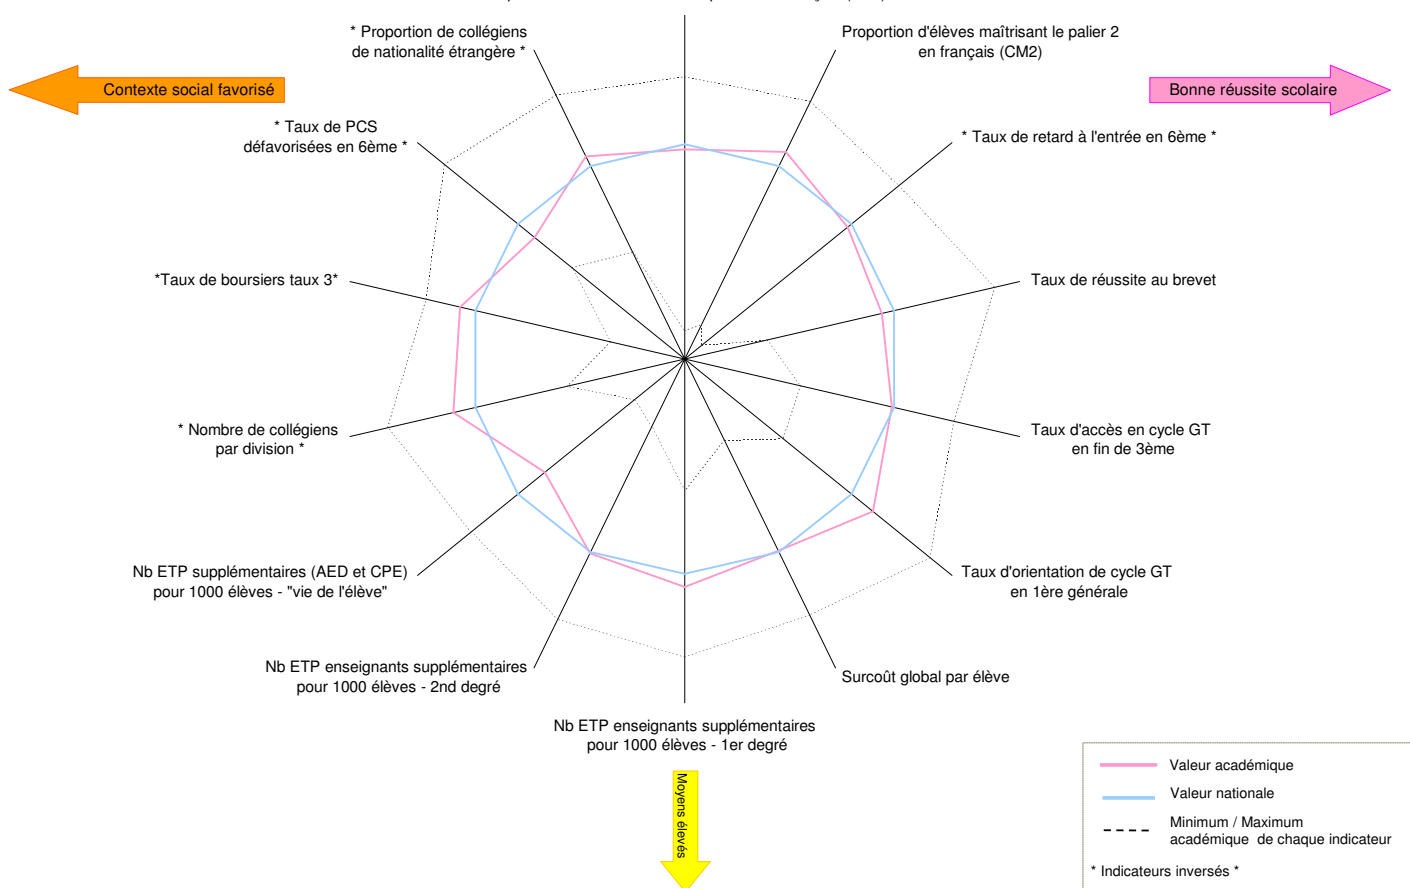 * Proportion de collégiens
de nationalité étrangère *
Proportion d'élèves maîtrisant le palier 2
en français (CM2)
Contexte social favorisé
Bonne réussite scolaire
* Taux de PCS
défavorisées en 6ème *
* Taux de retard à l'entrée en 6ème *
*Taux de boursiers taux 3*
Taux de réussite au brevet
* Nombre de collégiens
par division *
Taux d'accès en cycle GT
en fin de 3ème
Nb ETP supplémentaires (AED et CPE)
pour 1000 élèves - "vie de l'élève"
Taux d'orientation de cycle GT
en 1ère générale
Nb ETP enseignants supplémentaires
pour 1000 élèves - 2nd degré
Surcoût global par élève
Nb ETP enseignants supplémentaires
pour 1000 élèves - 1er degré
Moyens élevés
Valeur académique
Valeur nationale
Minimum / Maximum
académique de chaque indicateur
* Indicateurs inversés *